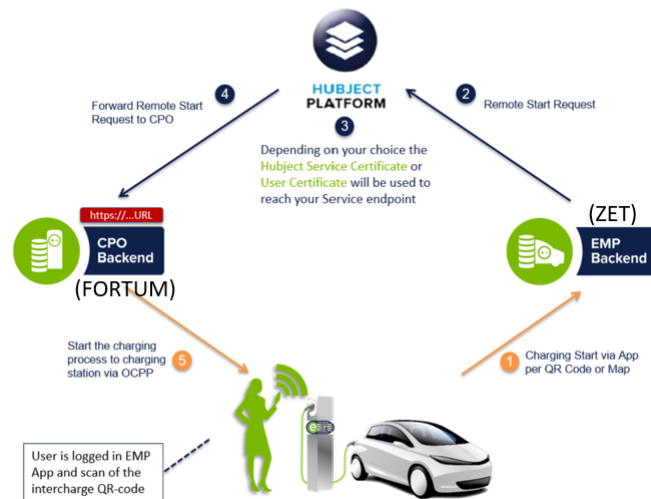 HUBJECT
PLATFORM
4
Forward Remote Start
Request to CPO
2
Remote Start Request
3
Depending on your choice the
Hubject Service Certificate or
User Certificate will be used to
reach your Service endpoint
https://...URL
CPO
Backend
(FORTUM)
(ZET)
EMP
Backend
Start the charging
process to charging
station via OCPP
5
1
Charging Start via App
per QR Code or Map
User is logged in EMP
App and scan of the
intercharge QR-code